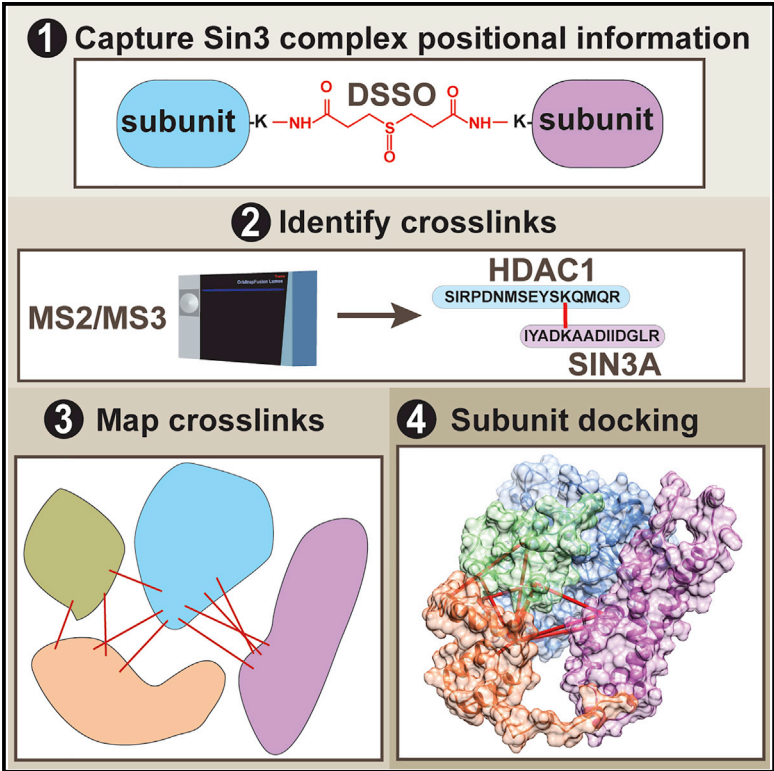 1 Capture Sin3 complex positional information
subunit -K — NH O S O O NH — K- subunit
DSSO
2 Identify crosslinks
MS2/MS3
HDAC1
SIRPDNMSEYSKQMQR
IYADKAADIIDGLR
SIN3A
3 Map crosslinks
4 Subunit docking